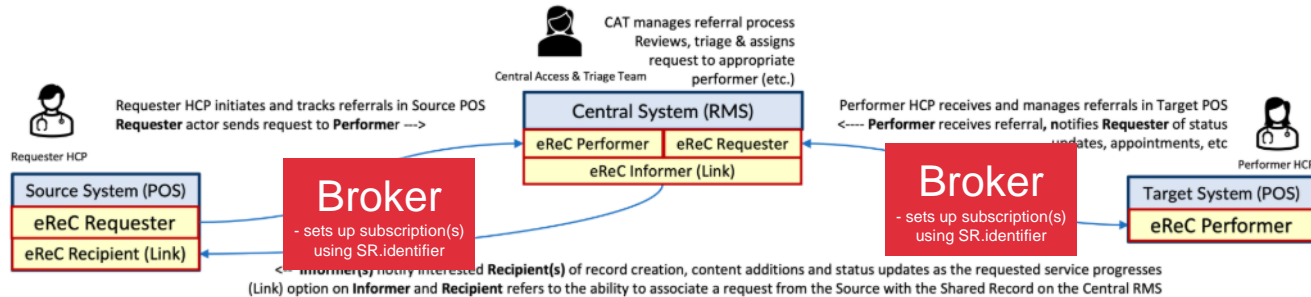 CAT manages referral process
Reviews, triage & assigns
request to appropriate
performer (etc.)
Central Access & Triage Team
Requester HCP initiates and tracks referrals in Source POS
Requester actor sends request to Performer --->
Requester HCP
Central System (RMS)
eReC Performer
eReC Requester
eReC Informer (Link)
Performer HCP receives and manages referrals in Target POS
<---- Performer receives referral, notifies Requester of status
updates, appointments, etc
Performer HCP
Source System (POS)
eReC Requester
eReC Recipient (Link)
Broker
- sets up subscription(s)
using SR.identifier
Broker
- sets up subscription(s)
using SR.identifier
Target System (POS)
eReC Performer
<-- Informer(s) notify interested Recipient(s) of record creation, content additions and status updates as the requested service progresses
(Link) option on Informer and Recipient refers to the ability to associate a request from the Source with the Shared Record on the Central RMS